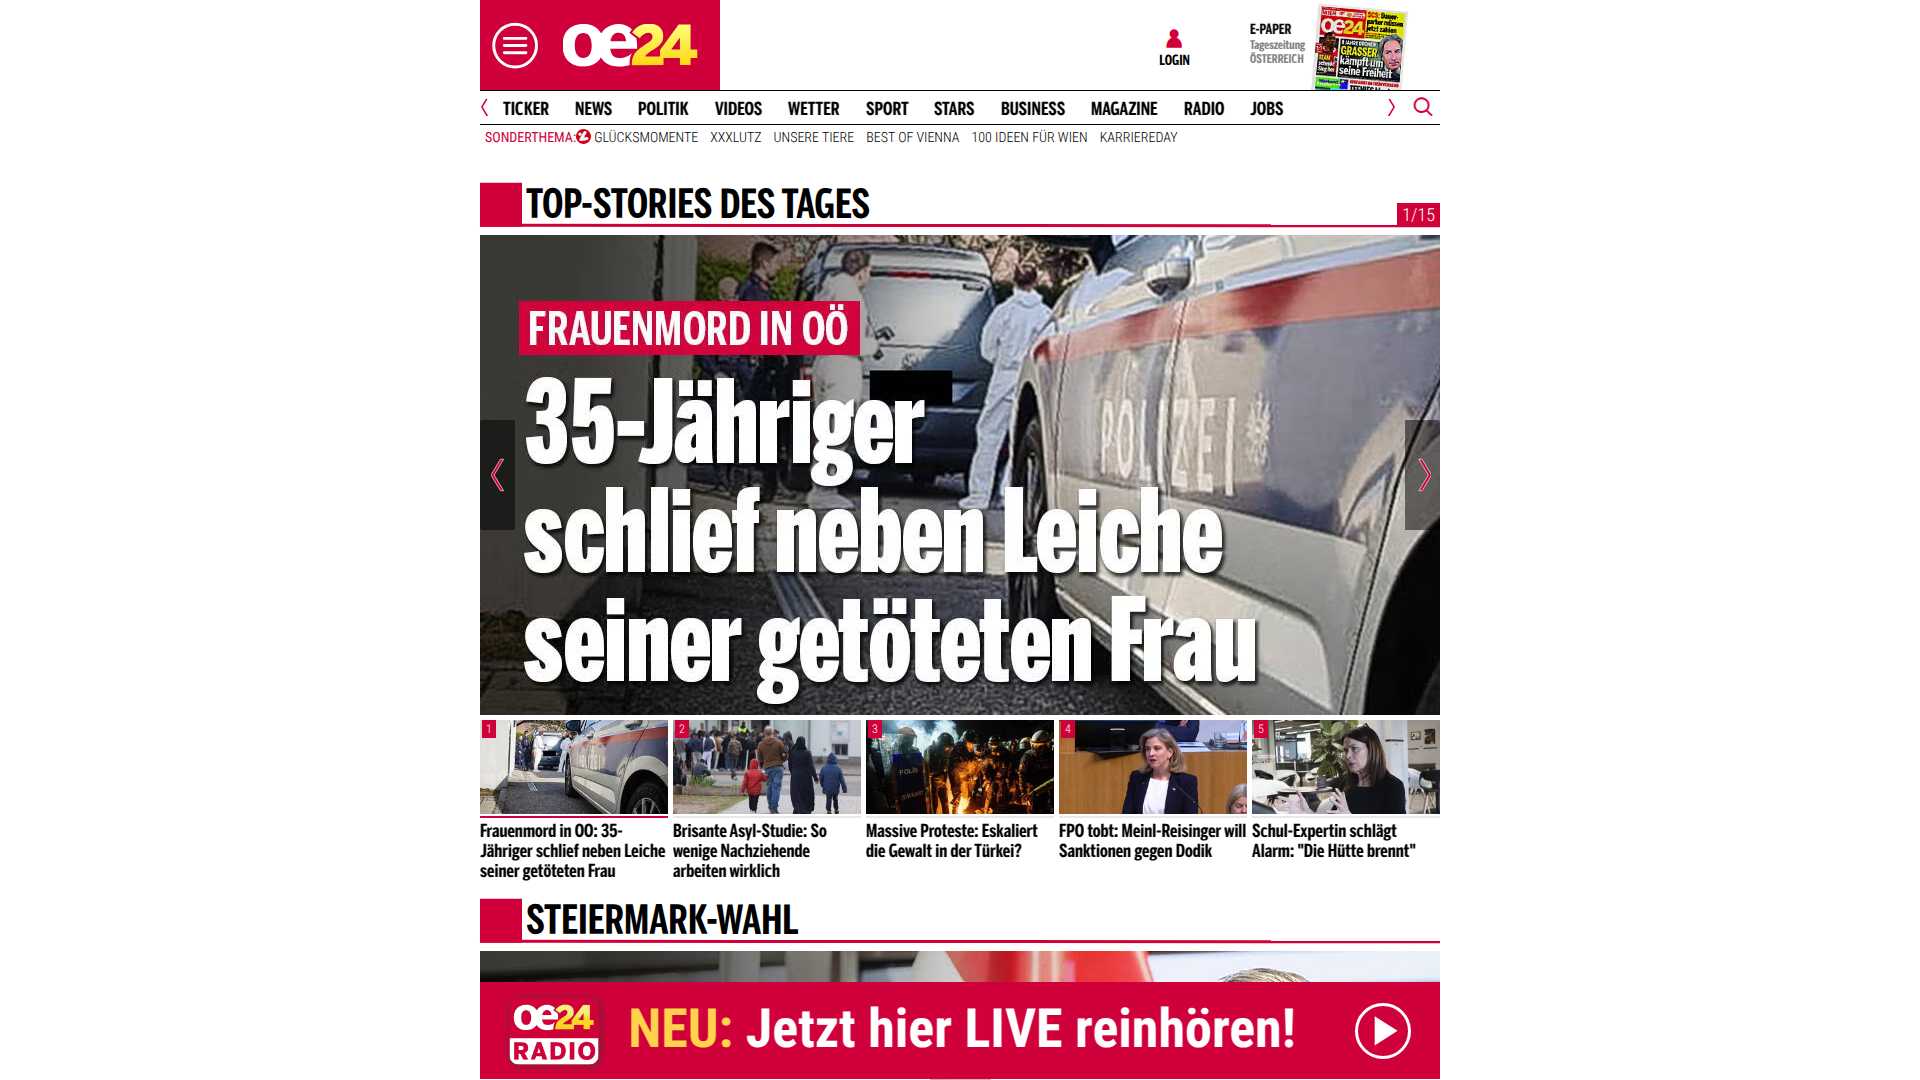 oe24
LOGIN
E-PAPER
Tageszeitung
ÖSTERREICH
oe24
GRASSER
kämpft um
seine Freiheit
TICKER NEWS POLITIK VIDEOS WETTER SPORT STARS BUSINESS MAGAZINE RADIO JOBS
SONDERTHEMA: GLÜCKSMOMENTE XXXLUTZ UNSERE TIERE BEST OF VIENNA 100 IDEEN FÜR WIEN KARRIEREDAY
TOP-STORIES DES TAGES
1/15
POLIZEI
FRAUENMORD IN OÖ
35-Jähriger
schlief neben Leiche
seiner getöteten Frau
1
2
3
4
5
POLIS
Frauenmord in OÖ: 35-
Jähriger schlief neben Leiche
seiner getöteten Frau
Brisante Asyl-Studie: So
wenige Nachziehende
arbeiten wirklich
Massive Proteste: Eskaliert
die Gewalt in der Türkei?
FPÖ tobt: Meinl-Reisinger will
Sanktionen gegen Dodik
Schul-Expertin schlägt
Alarm: "Die Hütte brennt"
STEIERMARK-WAHL
oe24
RADIO
NEU: Jetzt hier LIVE reinhören!